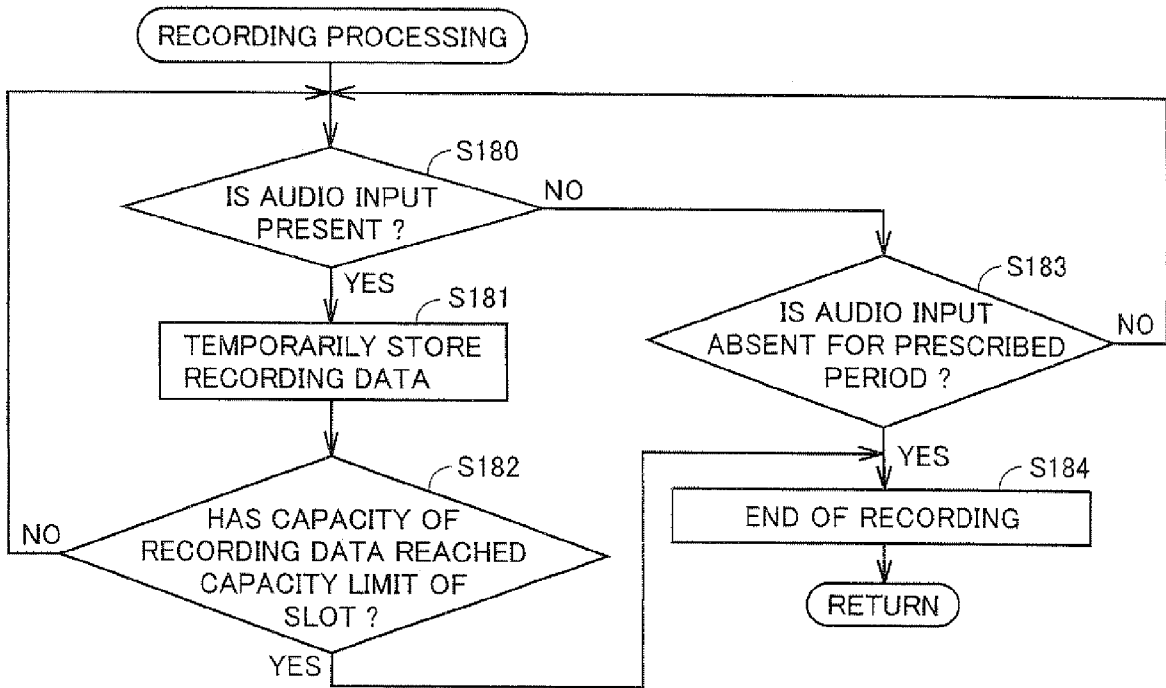 RECORDING PROCESSING
S180
IS AUDIO INPUT
PRESENT ?
NO
YES
S181
TEMPORARILY STORE
RECORDING DATA
S182
HAS CAPACITY OF
RECORDING DATA REACHED
CAPACITY LIMIT OF
SLOT ?
NO
YES
S183
IS AUDIO INPUT
ABSENT FOR PRESCRIBED
PERIOD ?
NO
YES
S184
END OF RECORDING
RETURN